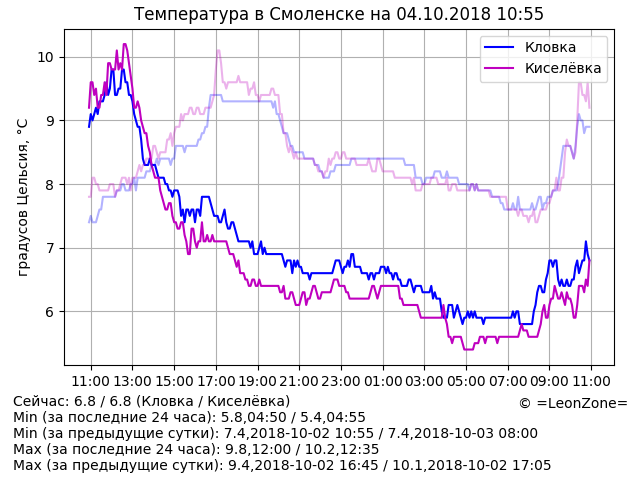 Температура в Смоленске на 04.10.2018 10:55
градусов Цельсия, °C
10
9
8
7
6
Кловка
Киселёвка
11:00 13:00 15:00 17:00 19:00 21:00 23:00 01:00 03:00 05:00 07:00 09:00 11:00
Сейчас: 6.8 / 6.8 (Кловка / Киселёвка)
© =LeonZone=
Min (за последние 24 часа): 5.8,04:50 / 5.4,04:55
Min (за предыдущие сутки): 7.4,2018-10-02 10:55 / 7.4,2018-10-03 08:00
Max (за последние 24 часа): 9.8,12:00 / 10.2,12:35
Max (за предыдущие сутки): 9.4,2018-10-02 16:45 / 10.1,2018-10-02 17:05